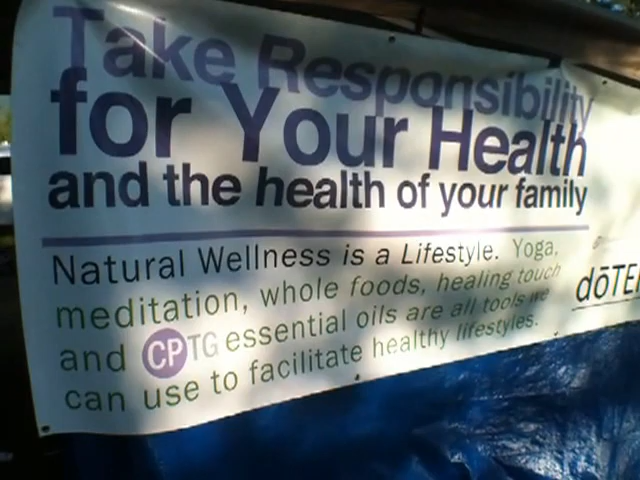 Take Responsibility
for Your Health
and the health of your family
Natural Wellness is a Lifestyle. Yoga,
meditation, whole foods, healing touch
and CPTG essential oils are all tools we
can use to facilitate healthy lifestyles.
dōTE